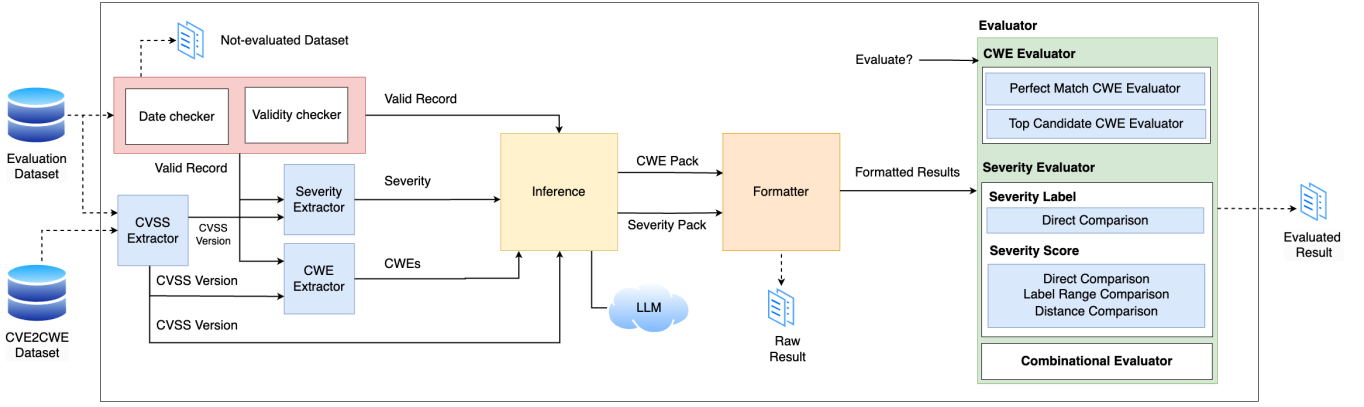 Not-evaluated Dataset
Evaluation
Dataset
CVE2CWE
Dataset
Date checker
Validity checker
Valid Record
Valid Record
CVSS
Extractor
CVSS
Version
CVSS Version
CVSS Version
Severity
Extractor
CWE
Extractor
Severity
CWEs
Inference
LLM
CWE Pack
Severity Pack
Formatter
Raw
Result
Formatted Results
Evaluate?
Evaluator
CWE Evaluator
Perfect Match CWE Evaluator
Top Candidate CWE Evaluator
Severity Evaluator
Severity Label
Direct Comparison
Severity Score
Direct Comparison
Label Range Comparison
Distance Comparison
Combinational Evaluator
Evaluated
Result